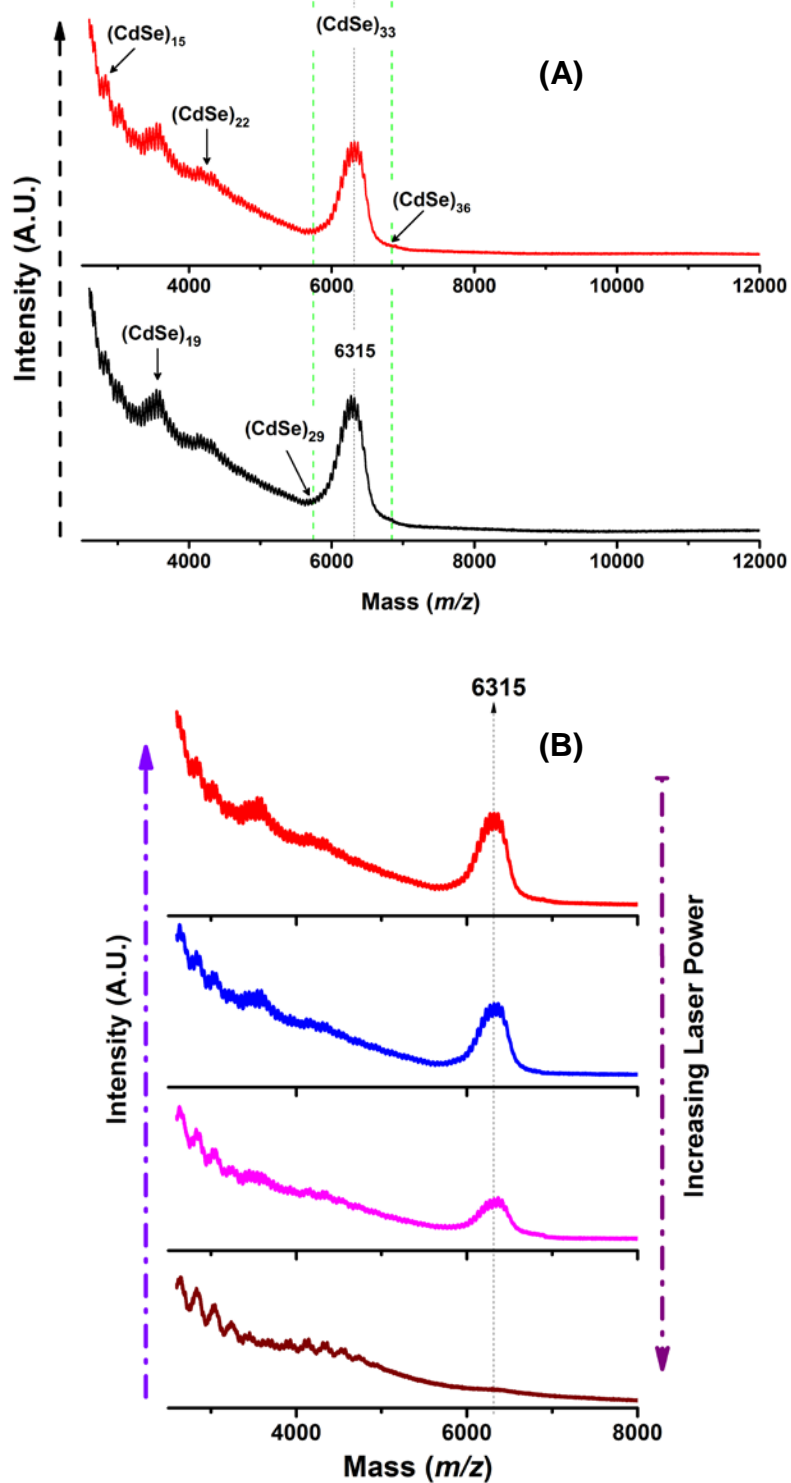 (CdSe)33
(CdSe)15
(A)
(CdSe)22
(CdSe)36
4000 6000 8000 10000 12000
Intensity (A.U.)
(CdSe)19
6315
(CdSe)29
4000 6000 8000 10000 12000
Mass (m/z)
6315
(B)
Intensity (A.U.)
Increasing Laser Power
4000 6000 8000
Mass (m/z)